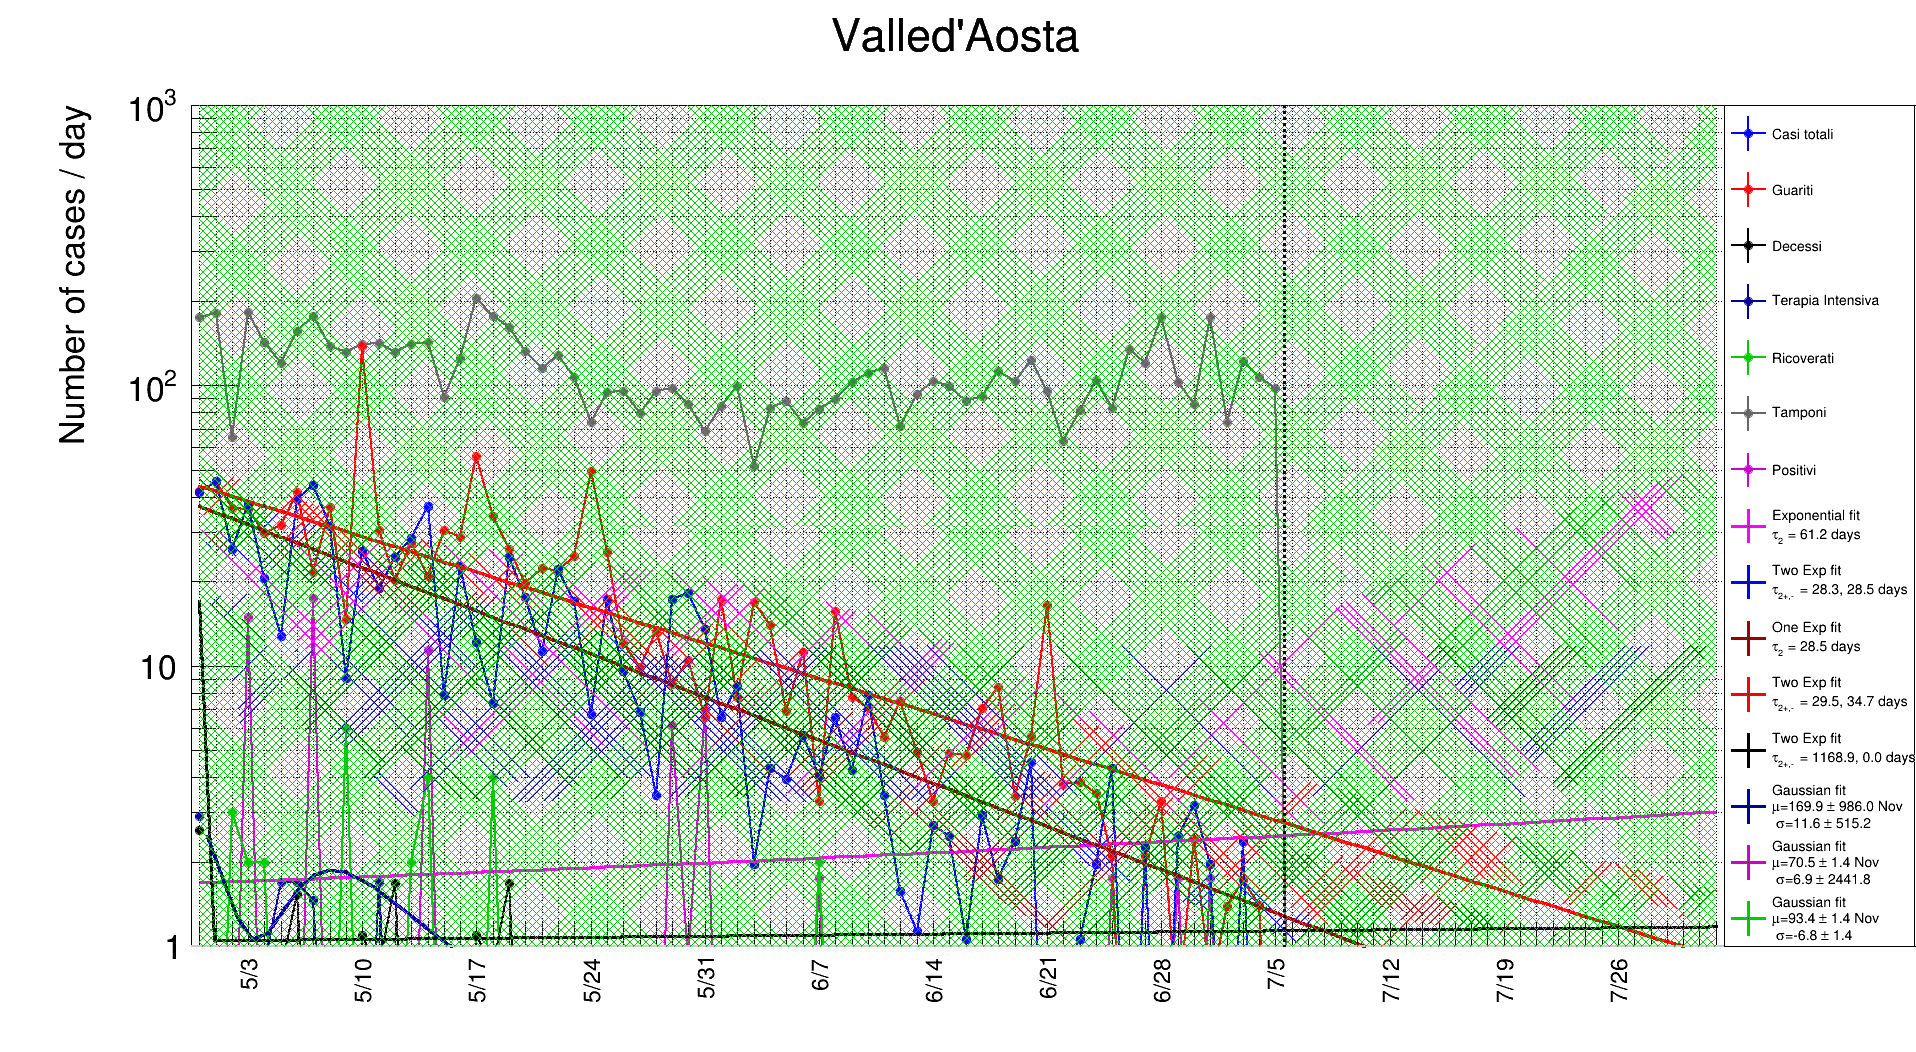 Valled'Aosta
Number of cases / day
10³
10²
10
1
5/3
5/10
5/17
5/24
5/31
6/7
6/14
6/21
6/28
7/5
7/12
7/19
7/26
Casi totali
Guariti
Decessi
Terapia Intensiva
Ricoverati
Tamponi
Positivi
Exponential fit
τ₂ = 61.2 days
Two Exp fit
τ₂₊,₋ = 28.3, 28.5 days
One Exp fit
τ₂ = 28.5 days
Two Exp fit
τ₂₊,₋ = 29.5, 34.7 days
Two Exp fit
τ₂₊,₋ = 1168.9, 0.0 days
Gaussian fit
μ=169.9 ± 986.0 Nov
σ=11.6 ± 515.2
Gaussian fit
μ=70.5 ± 1.4 Nov
σ=6.9 ± 2441.8
Gaussian fit
μ=93.4 ± 1.4 Nov
σ=-6.8 ± 1.4